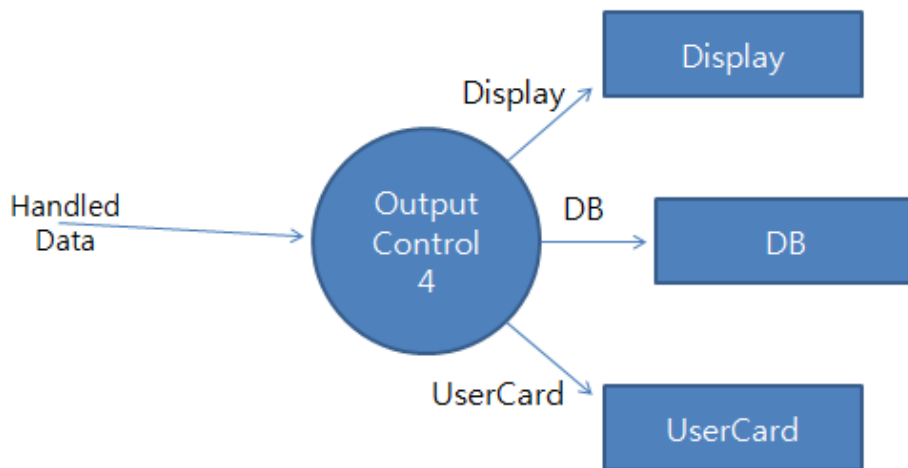 Display
Display
Handled
Data
Output
Control
4
DB
DB
UserCard
UserCard